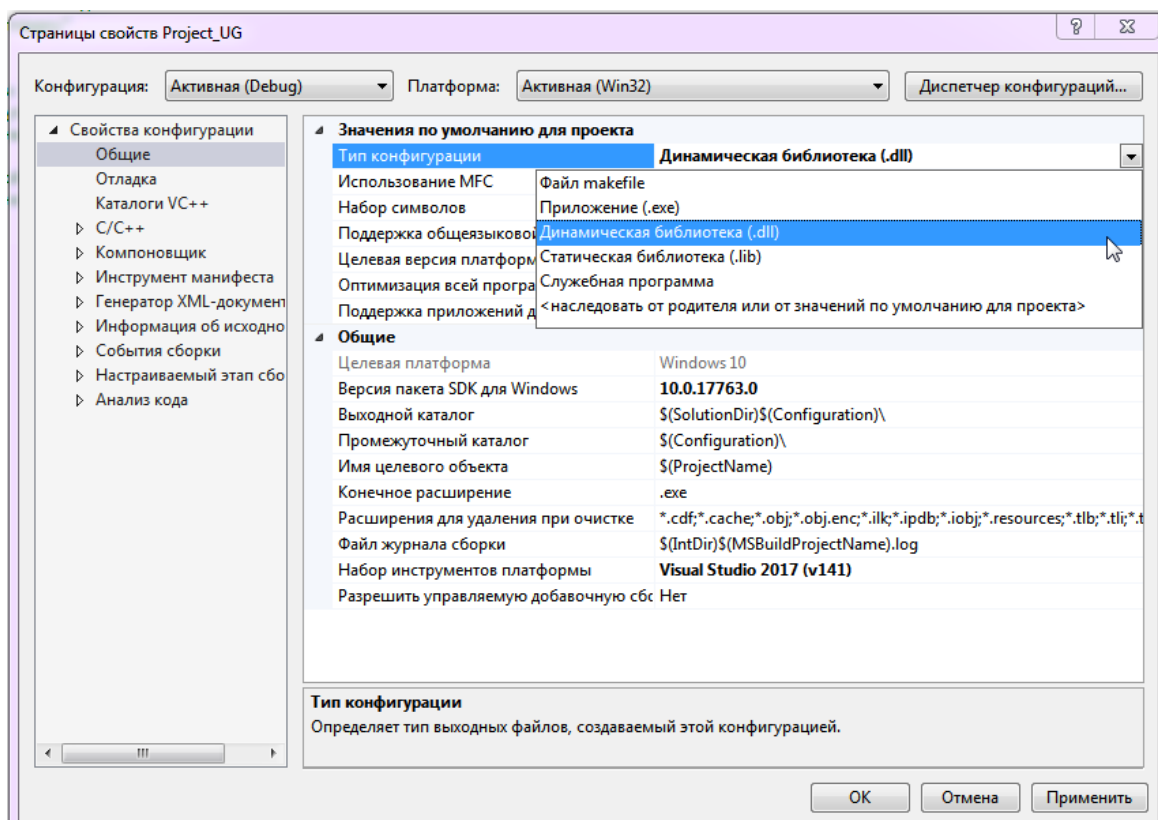 Страницы свойств Project_UG
Конфигурация: Активная (Debug) Платформа: Активная (Win32) Диспетчер конфигураций...
Свойства конфигурации
Общие
Отладка
Каталоги VC++
C/C++
Компоновщик
Инструмент манифеста
Генератор XML-документ
Информация об исходно
События сборки
Настраиваемый этап сбо
Анализ кода
Значения по умолчанию для проекта
Тип конфигурации Динамическая библиотека (.dll)
Использование MFC
Набор символов
Поддержка общеязыковой
Целевая версия платформ
Оптимизация всей програ
Поддержка приложений д
Файл makefile
Приложение (.exe)
Динамическая библиотека (.dll)
Статическая библиотека (.lib)
Служебная программа
<наследовать от родителя или от значений по умолчанию для проекта>
Общие
Целевая платформа Windows 10
Версия пакета SDK для Windows 10.0.17763.0
Выходной каталог $(SolutionDir)$(Configuration)\
Промежуточный каталог $(Configuration)\
Имя целевого объекта $(ProjectName)
Конечное расширение .exe
Расширения для удаления при очистке *.cdf;*.cache;*.obj;*.obj.enc;*.ilk;*.ipdb;*.iobj;*.resources;*.tlb;*.tli;*.t
Файл журнала сборки $(IntDir)$(MSBuildProjectName).log
Набор инструментов платформы Visual Studio 2017 (v141)
Разрешить управляемую добавочную сбс Нет
Тип конфигурации
Определяет тип выходных файлов, создаваемый этой конфигурацией.
ОК Отмена Применить